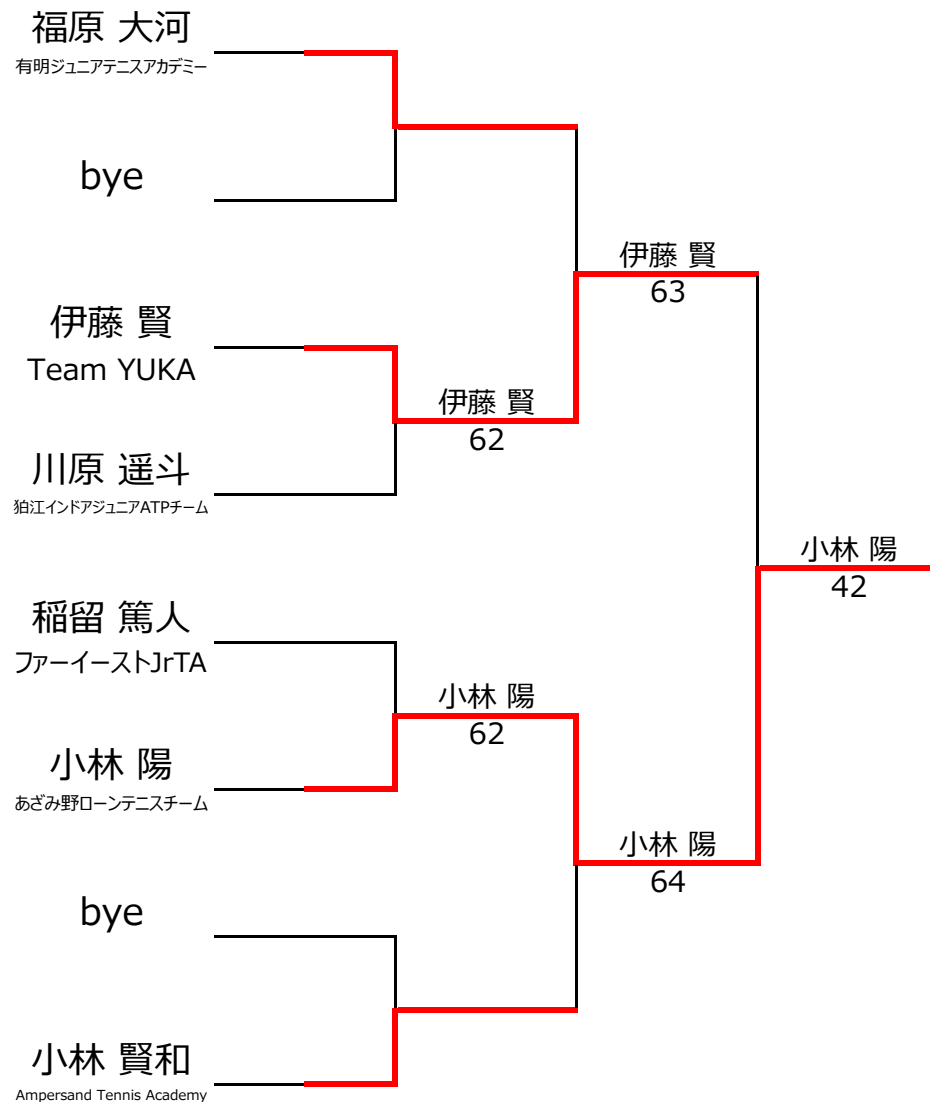 福原 大河
有明ジュニアテニスアカデミー
bye
伊藤 賢
63
伊藤 賢
Team YUKA
伊藤 賢
62
川原 遥斗
狛江インドアジュニアATPチーム
小林 陽
42
稲留 篤人
ファーイーストJrTA
小林 陽
62
小林 陽
あざみ野ローンテニスチーム
小林 陽
64
bye
小林 賢和
Ampersand Tennis Academy